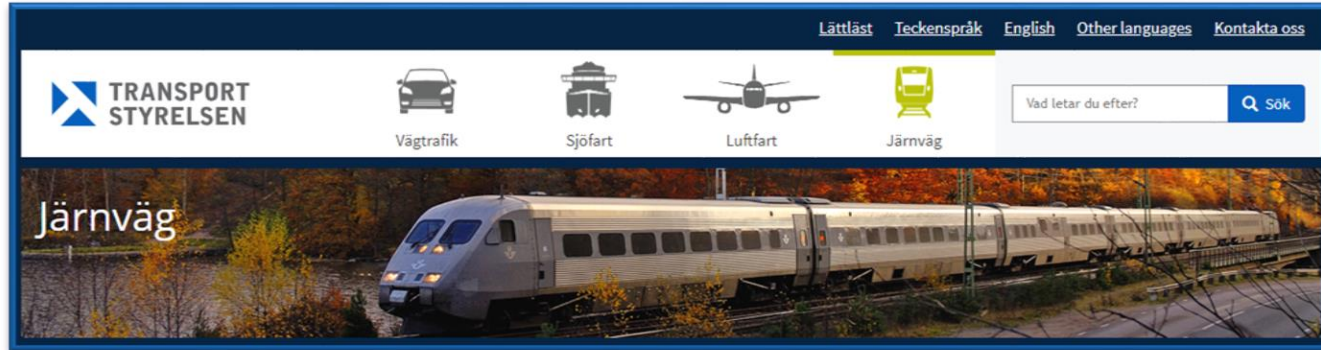 Lättläst Teckenspråk English Other languages Kontakta oss
TRANSPORT
STYRELSEN
Vägtrafik Sjöfart Luftfart Järnväg
Vad letar du efter? Sök
Järnväg